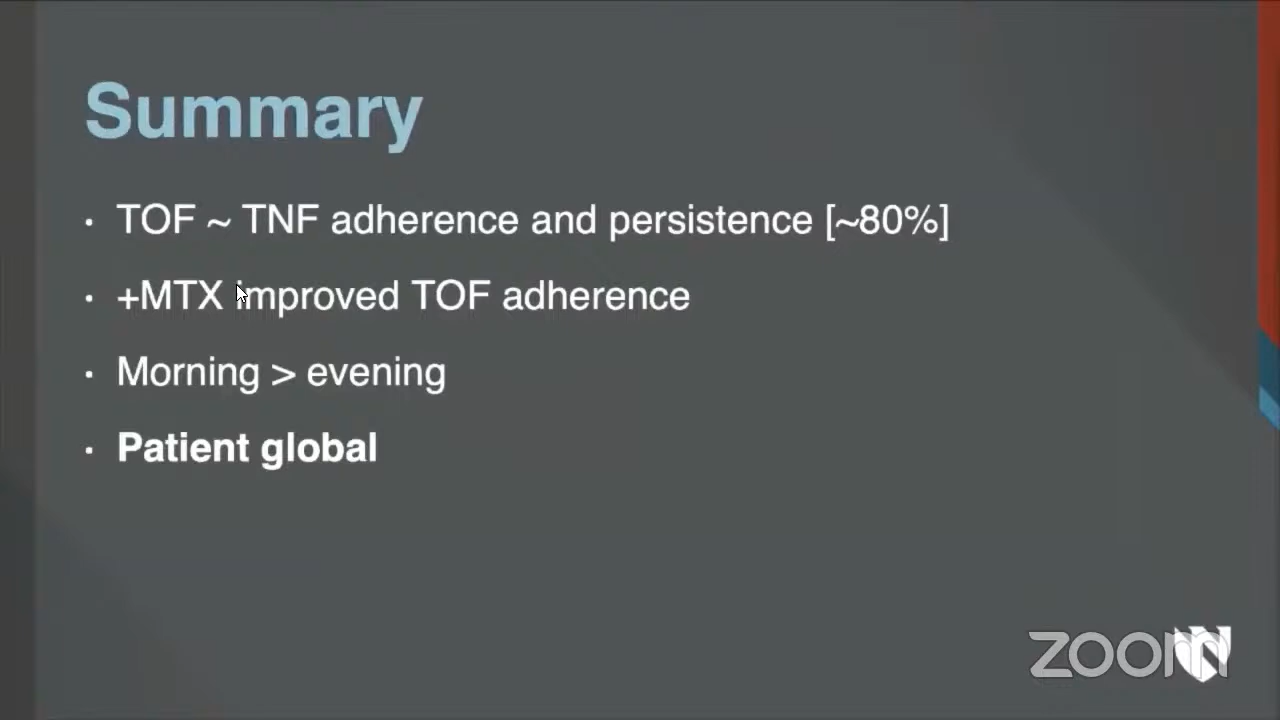 Summary
· TOF ~ TNF adherence and persistence [~80%]
· +MTX improved TOF adherence
· Morning > evening
· Patient global
zoom
N